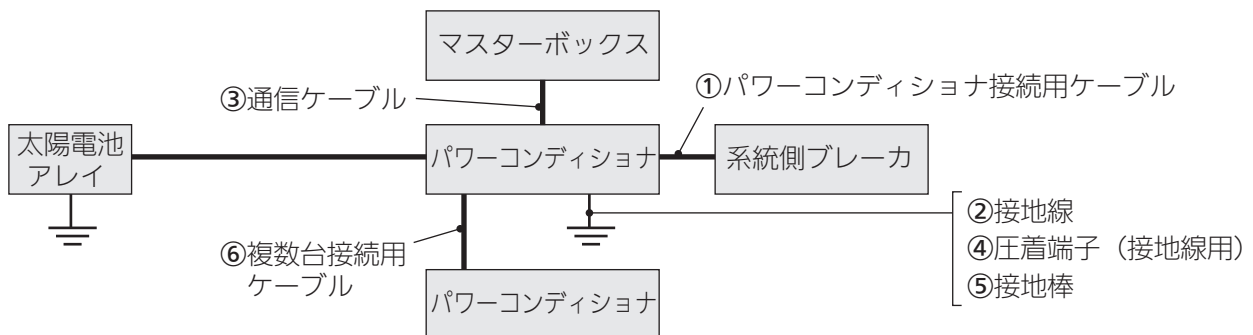 マスターボックス
③通信ケーブル
①パワーコンディショナ接続用ケーブル
太陽電池
アレイ
パワーコンディショナ
系統側ブレーカ
②接地線
④圧着端子（接地線用）
⑤接地棒
⑥複数台接続用
ケーブル
パワーコンディショナ